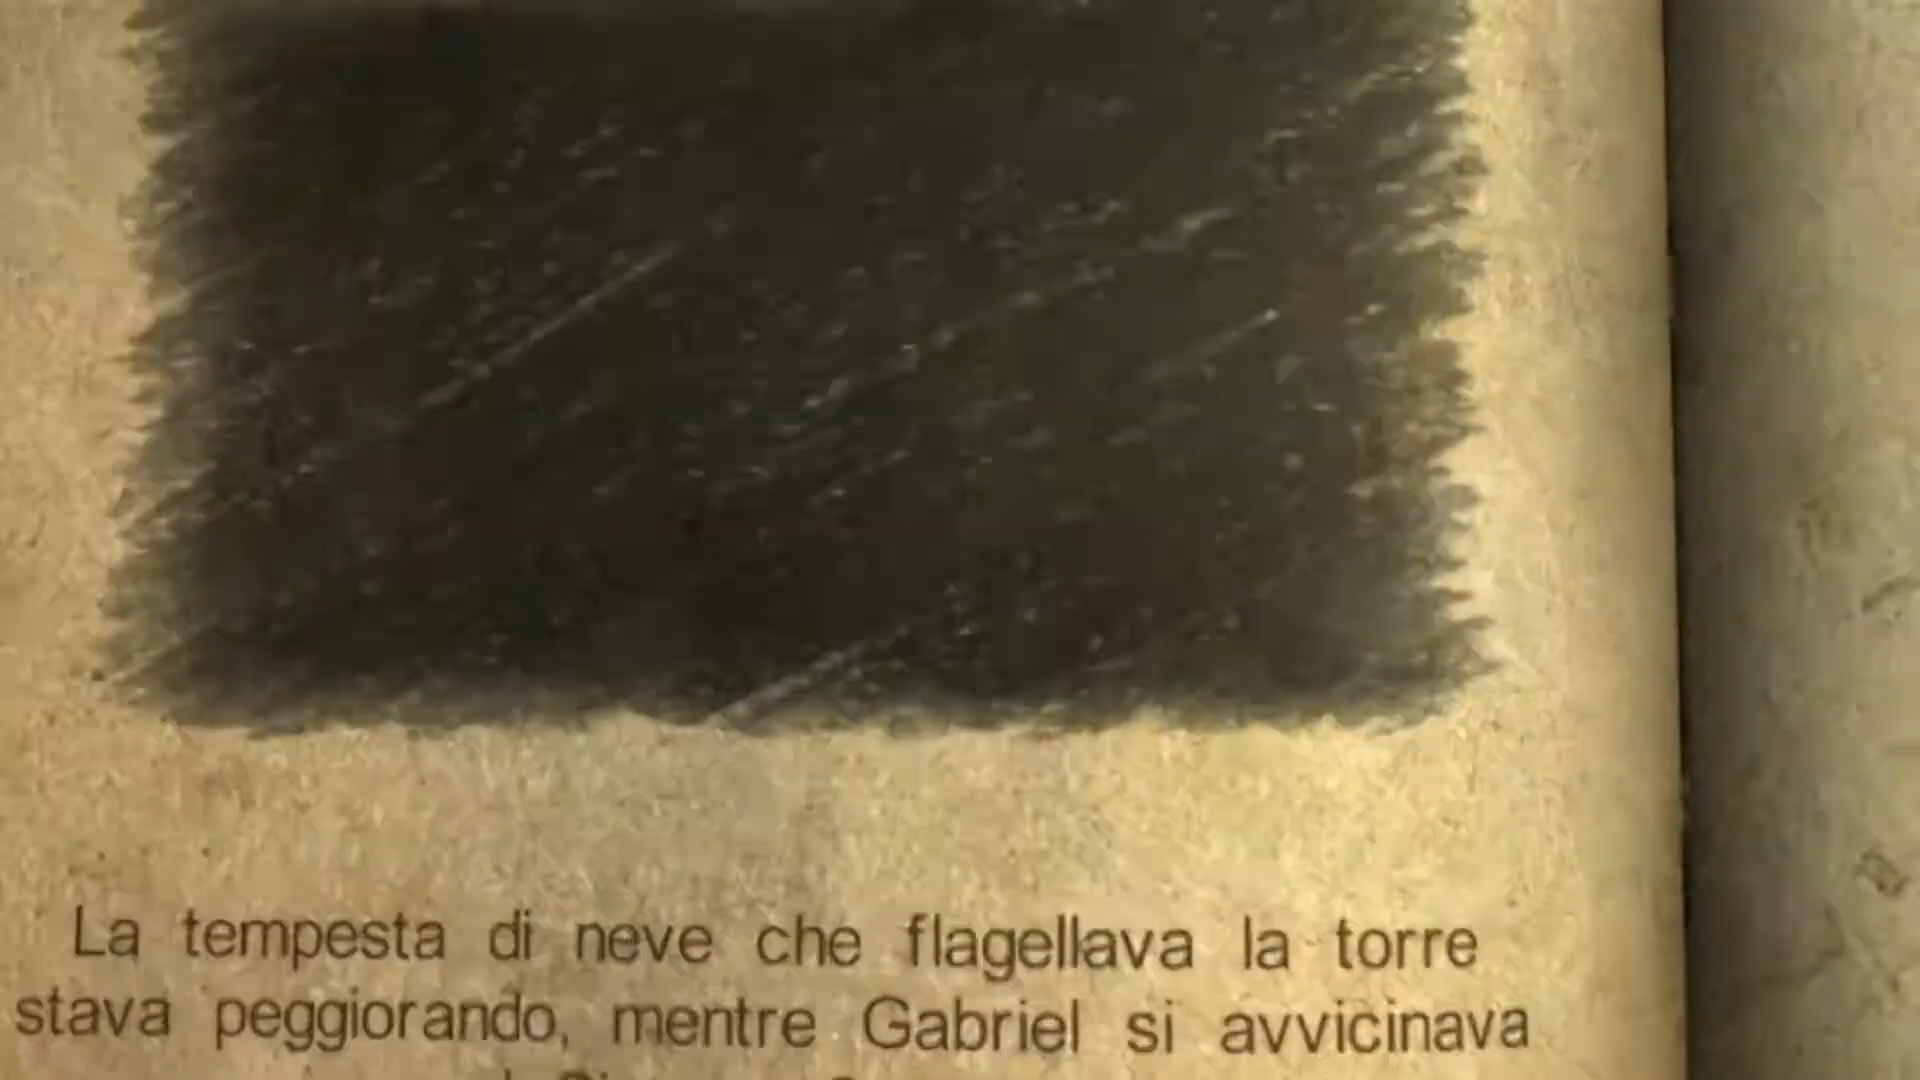 La tempesta di neve che flagellava la torre
stava peggiorando, mentre Gabriel si avvicinava